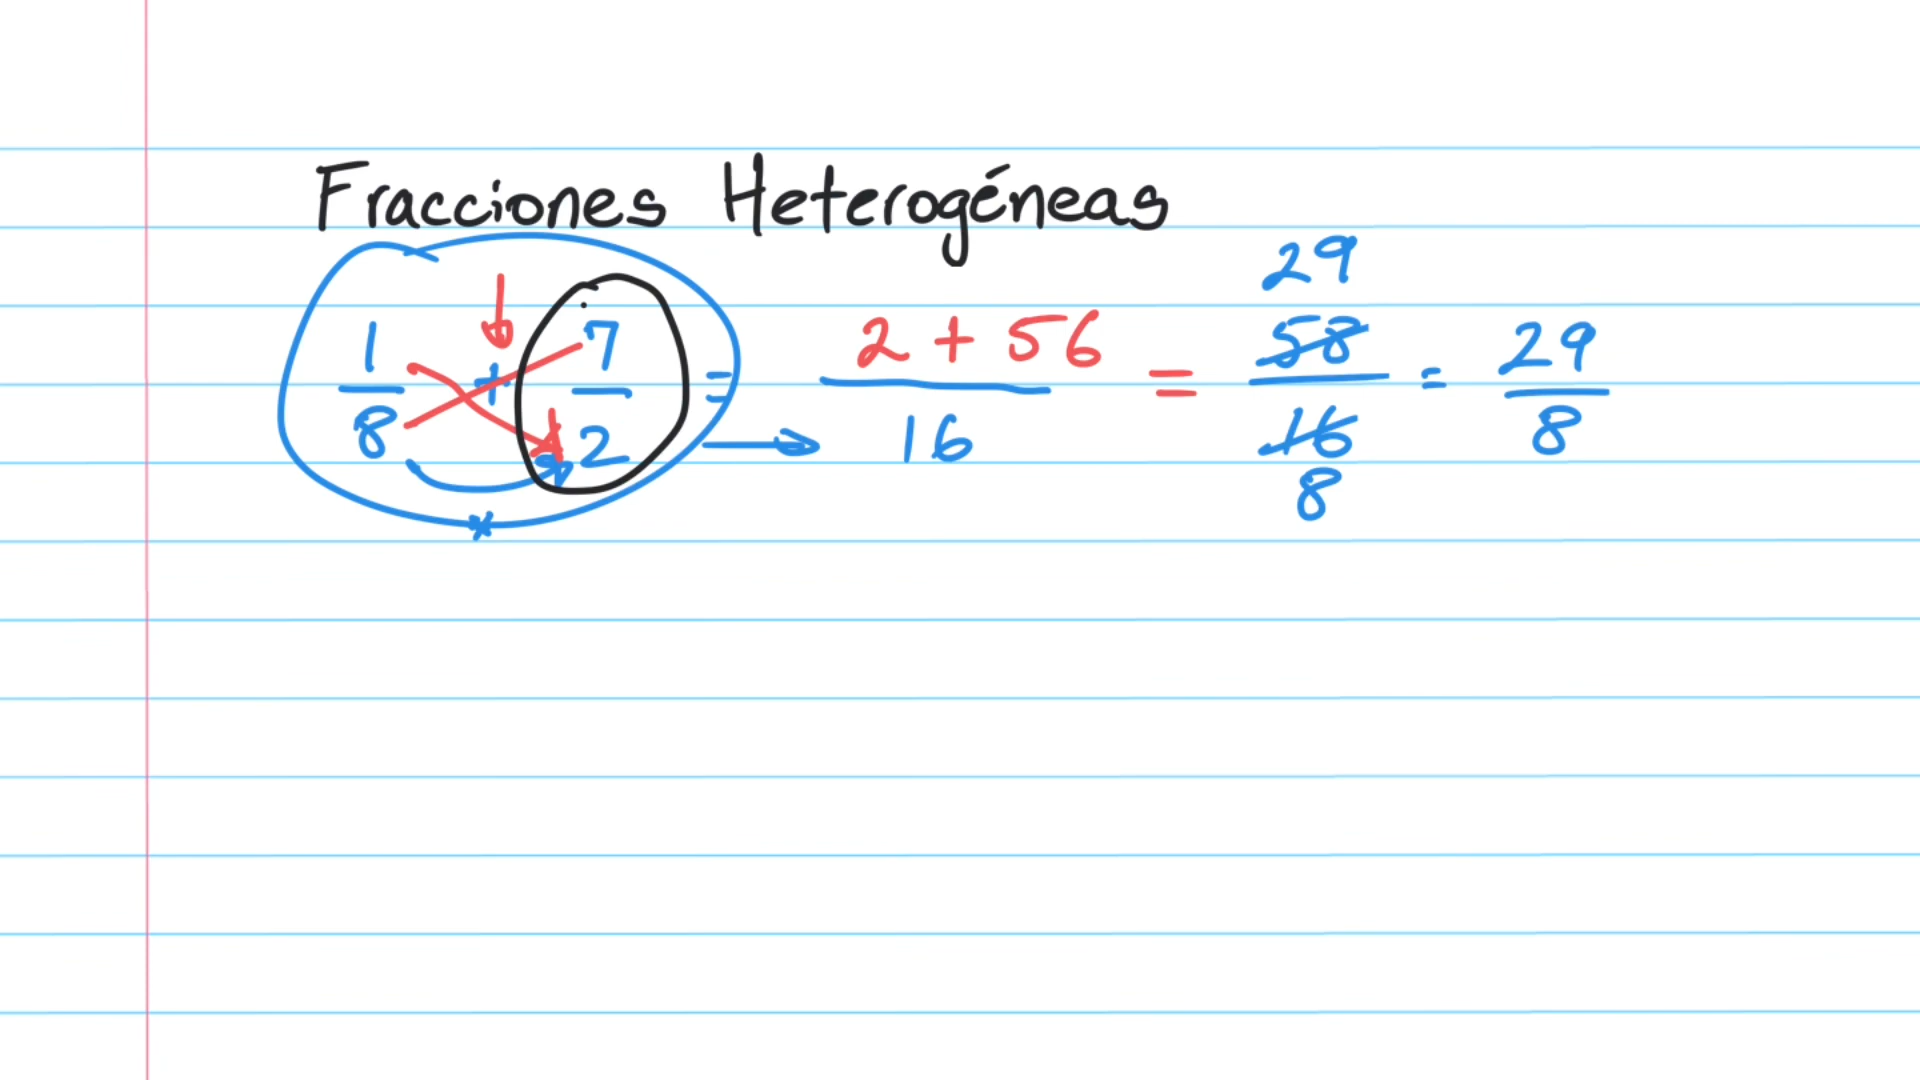 Fracciones Heterogéneas
1/8 + 7/2 = 2 + 56/16 = 58/16 = 29/8
29
8
×